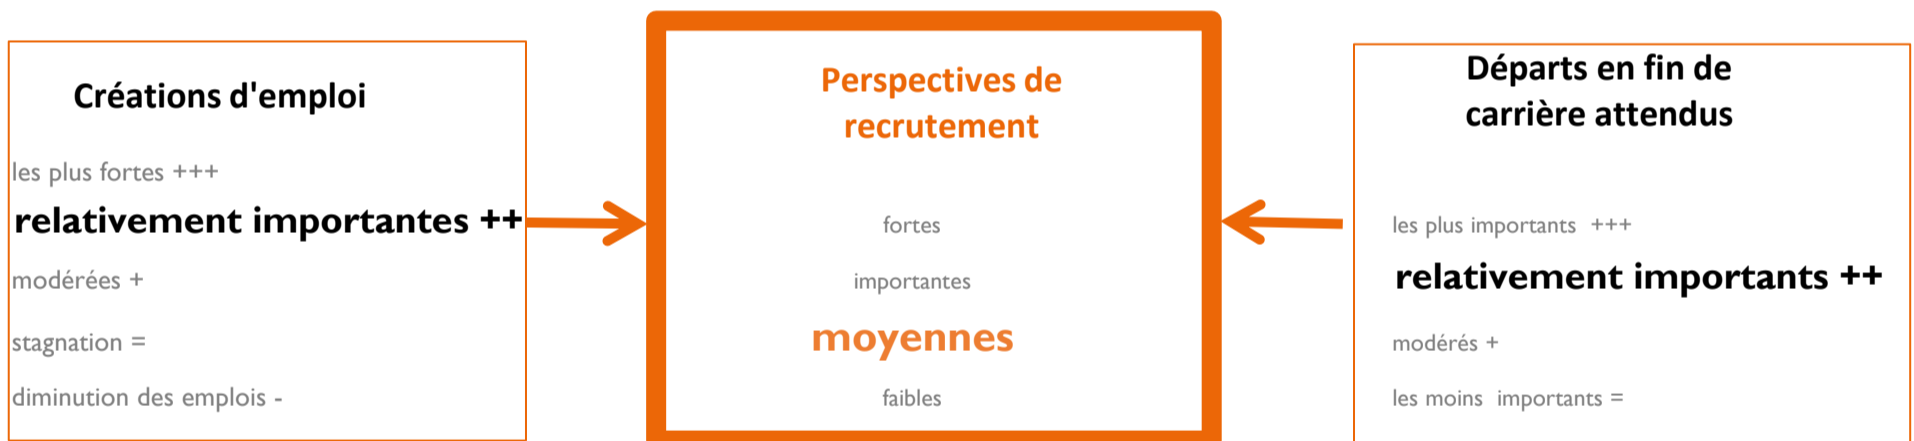 Créations d'emploi
les plus fortes +++
relativement importantes ++
modérées +
stagnation =
diminution des emplois -
Perspectives de
recrutement
fortes
importantes
moyennes
faibles
Départs en fin de
carrière attendus
les plus importants +++
relativement importants ++
modérés +
les moins importants =